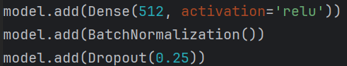 model.add(Dense(512, activation='relu'))
model.add(BatchNormalization())
model.add(Dropout(0.25))